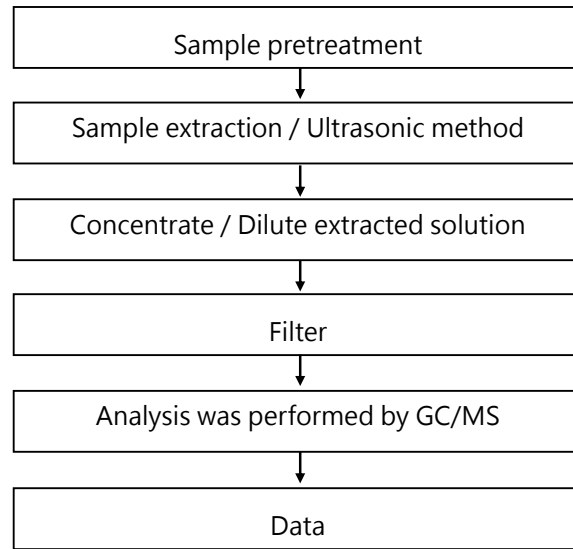 Sample pretreatment
Sample extraction / Ultrasonic method
Concentrate / Dilute extracted solution
Filter
Analysis was performed by GC/MS
Data